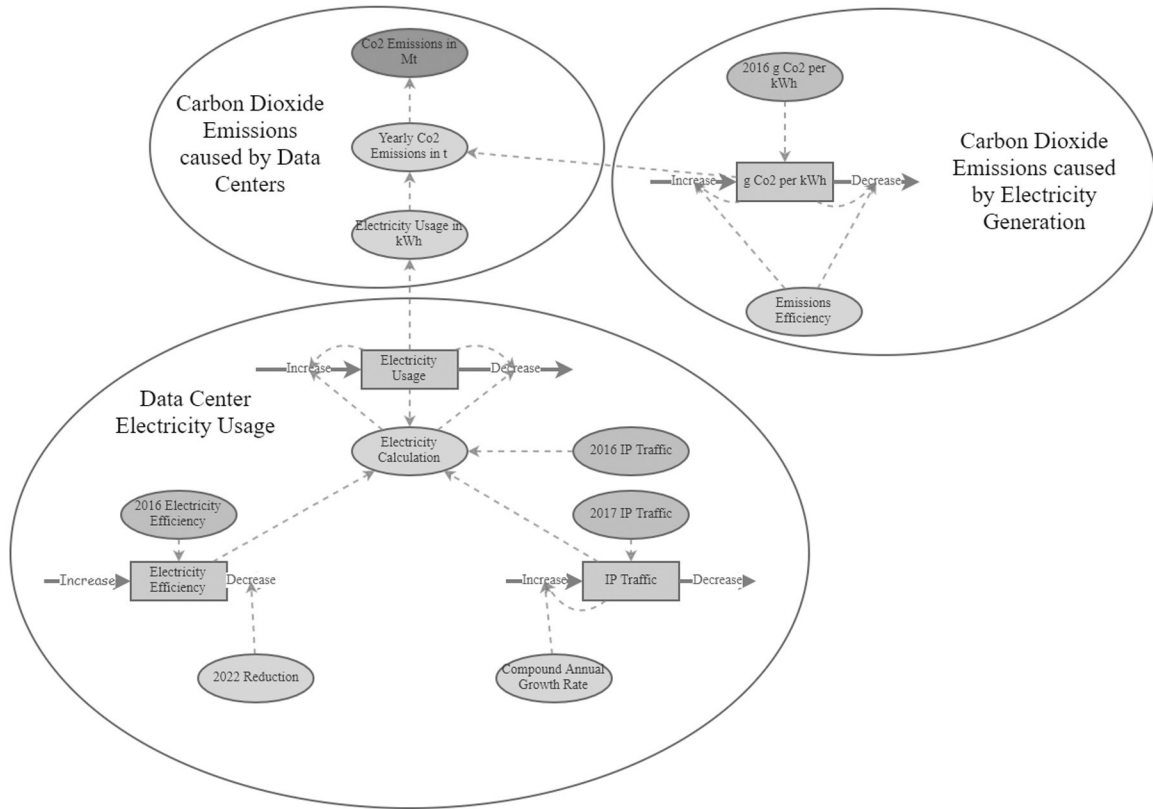 Co2 Emissions in
Mt
Carbon Dioxide
Emissions
caused by Data
Centers
Yearly Co2
Emissions in t
Electricity Usage in
kWh
2016 g Co2 per
kWh
Increase
g Co2 per kWh
Decrease
Carbon Dioxide
Emissions caused
by Electricity
Generation
Emissions
Efficiency
Data Center
Electricity Usage
Increase
Electricity
Usage
Decrease
Electricity
Calculation
2016 IP Traffic
2016 Electricity
Efficiency
2017 IP Traffic
Increase
Electricity
Efficiency
Decrease
Increase
IP Traffic
Decrease
2022 Reduction
Compound Annual
Growth Rate